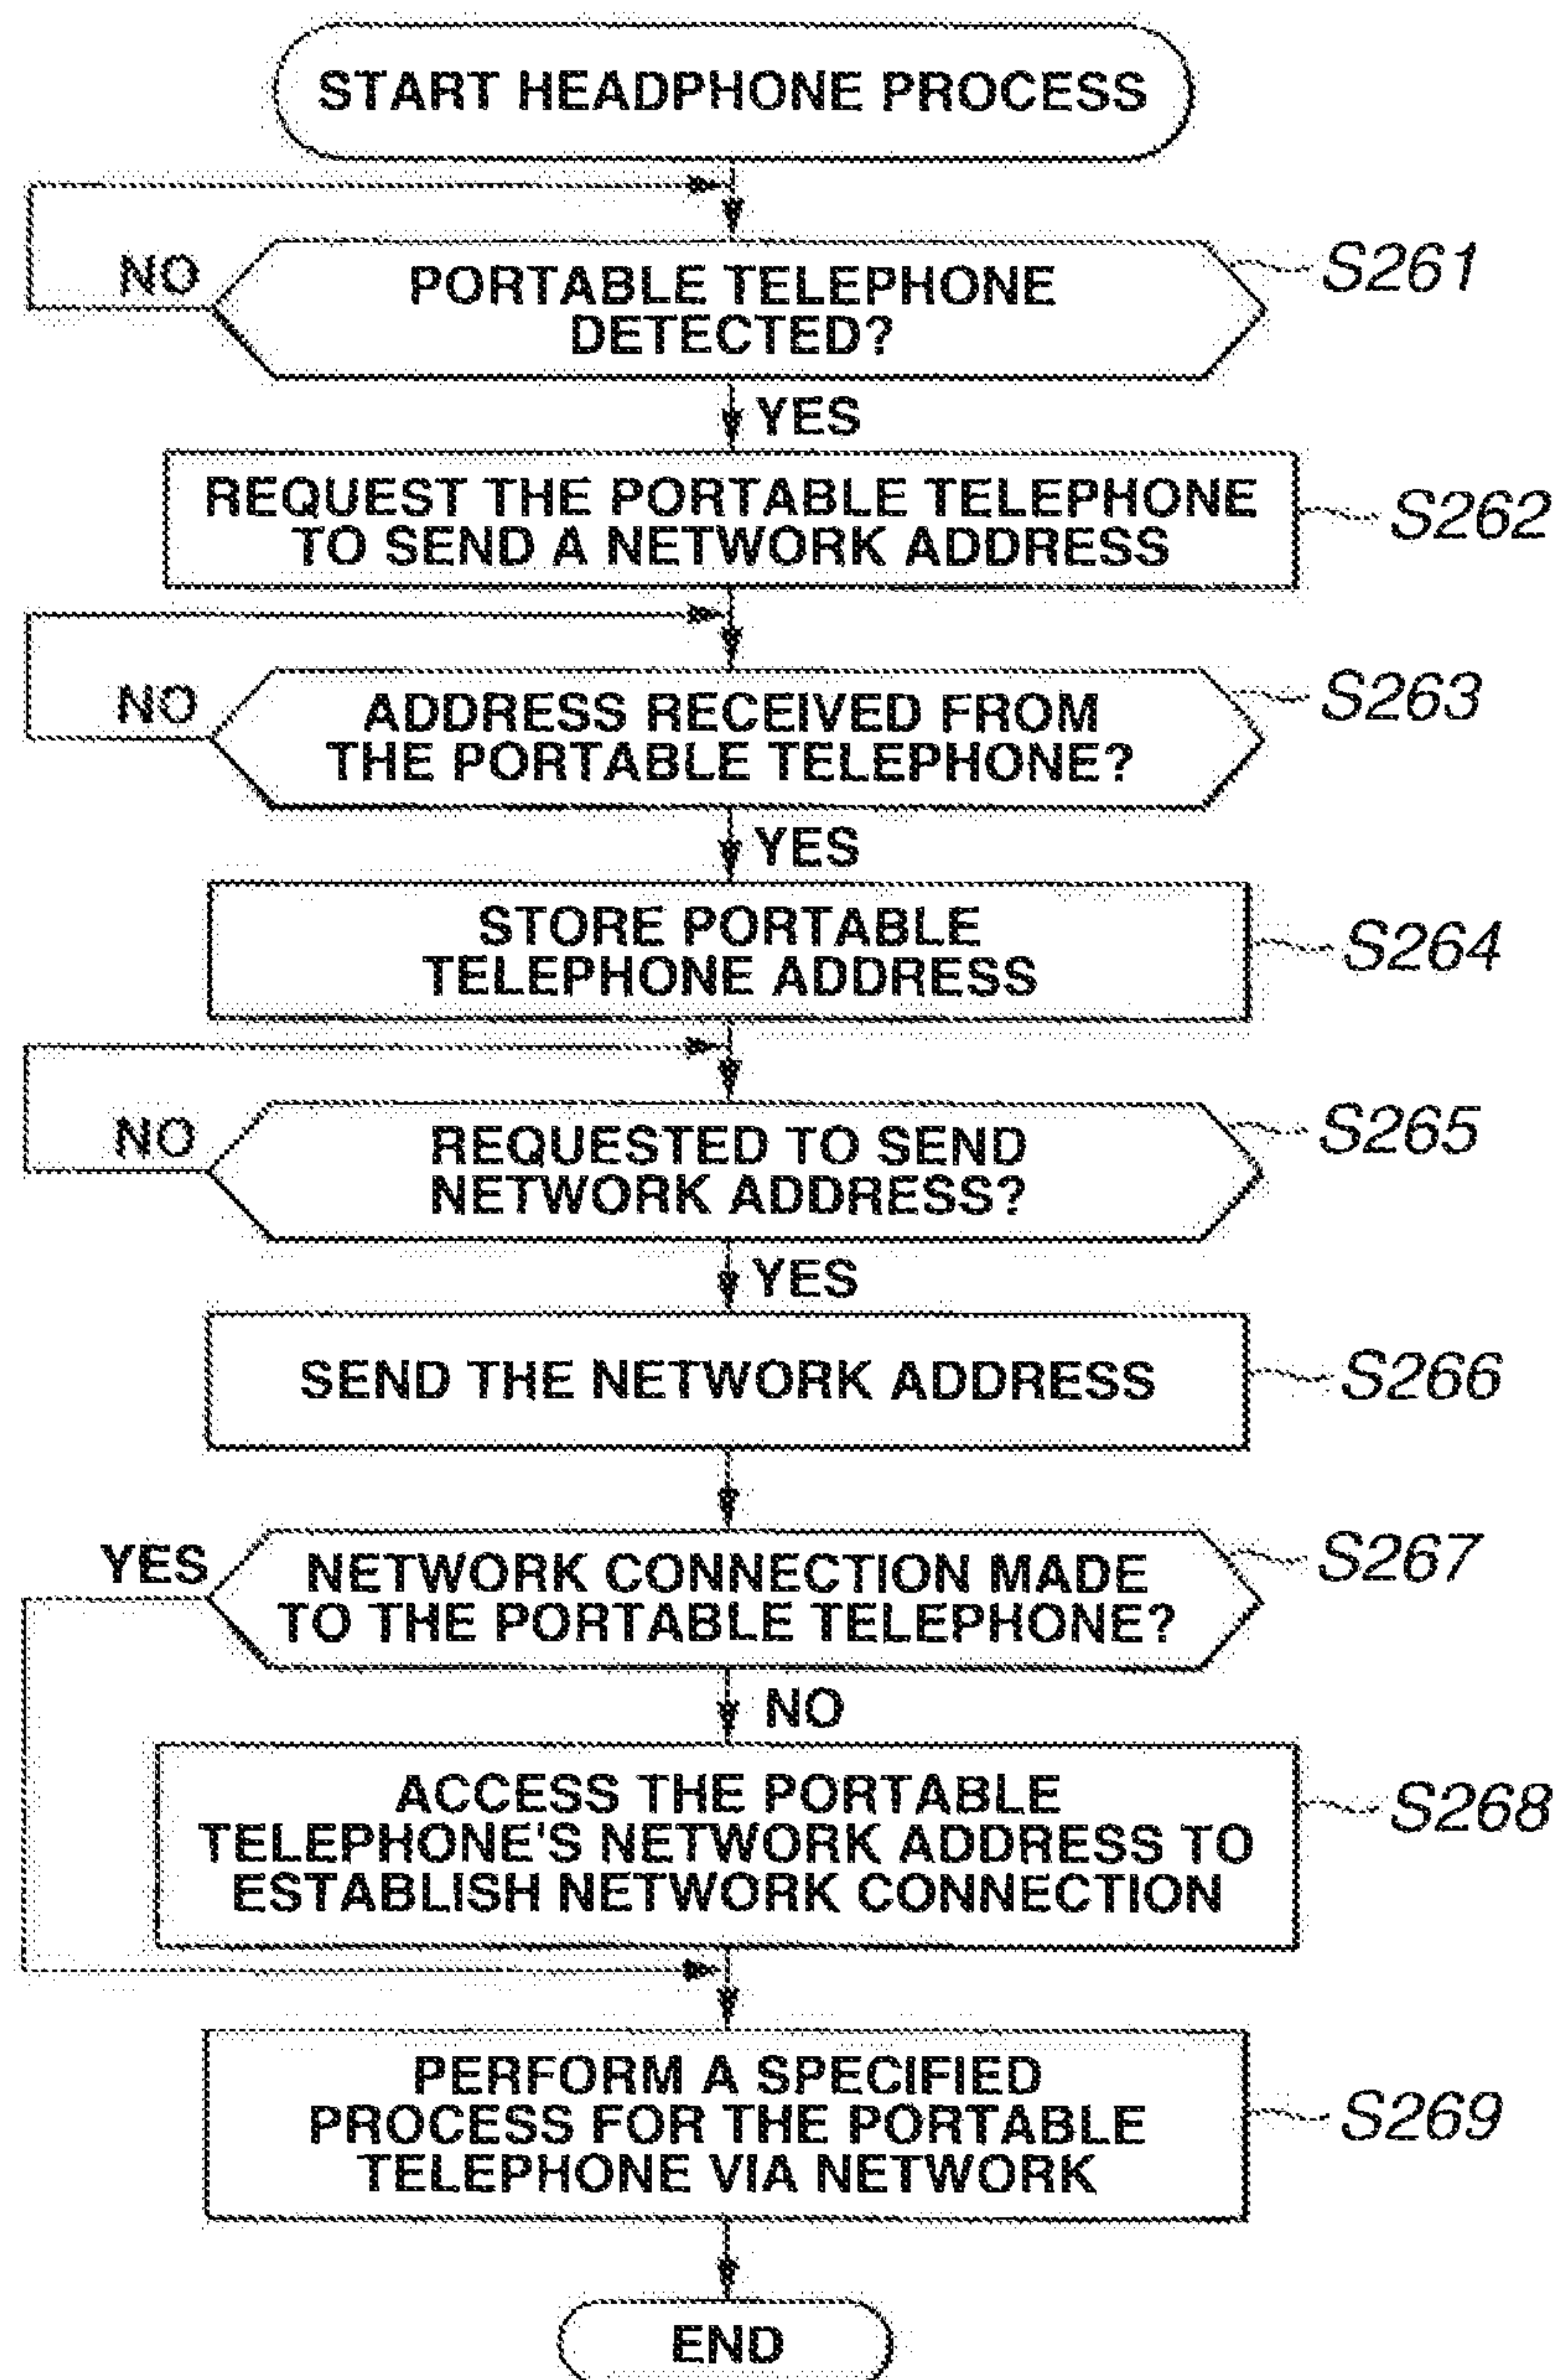 START HEADPHONE PROCESS
NO
PORTABLE TELEPHONE
DETECTED?
S261
YES
REQUEST THE PORTABLE TELEPHONE
TO SEND A NETWORK ADDRESS
S262
NO
ADDRESS RECEIVED FROM
THE PORTABLE TELEPHONE?
S263
YES
STORE PORTABLE
TELEPHONE ADDRESS
S264
NO
REQUESTED TO SEND
NETWORK ADDRESS?
S265
YES
SEND THE NETWORK ADDRESS
S266
YES
NETWORK CONNECTION MADE
TO THE PORTABLE TELEPHONE?
S267
NO
ACCESS THE PORTABLE
TELEPHONE'S NETWORK ADDRESS TO
ESTABLISH NETWORK CONNECTION
S268
PERFORM A SPECIFIED
PROCESS FOR THE PORTABLE
TELEPHONE VIA NETWORK
S269
END